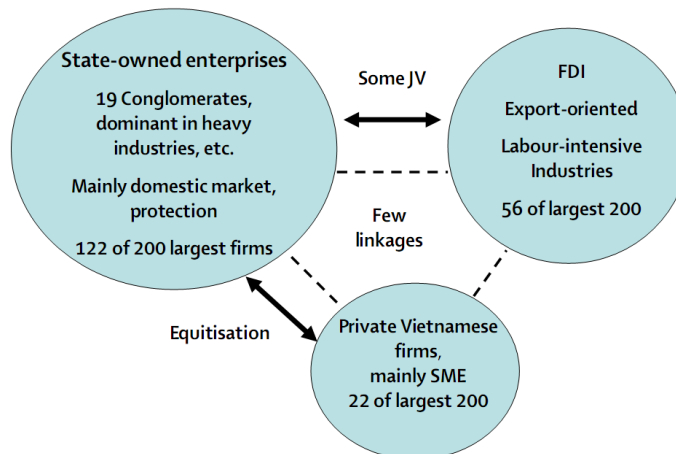 State-owned enterprises
19 Conglomerates,
dominant in heavy
industries, etc.
Mainly domestic market,
protection
122 of 200 largest firms
Some JV
FDI
Export-oriented
Labour-intensive
Industries
56 of largest 200
Few
linkages
Equitisation
Private Vietnamese
firms,
mainly SME
22 of largest 200